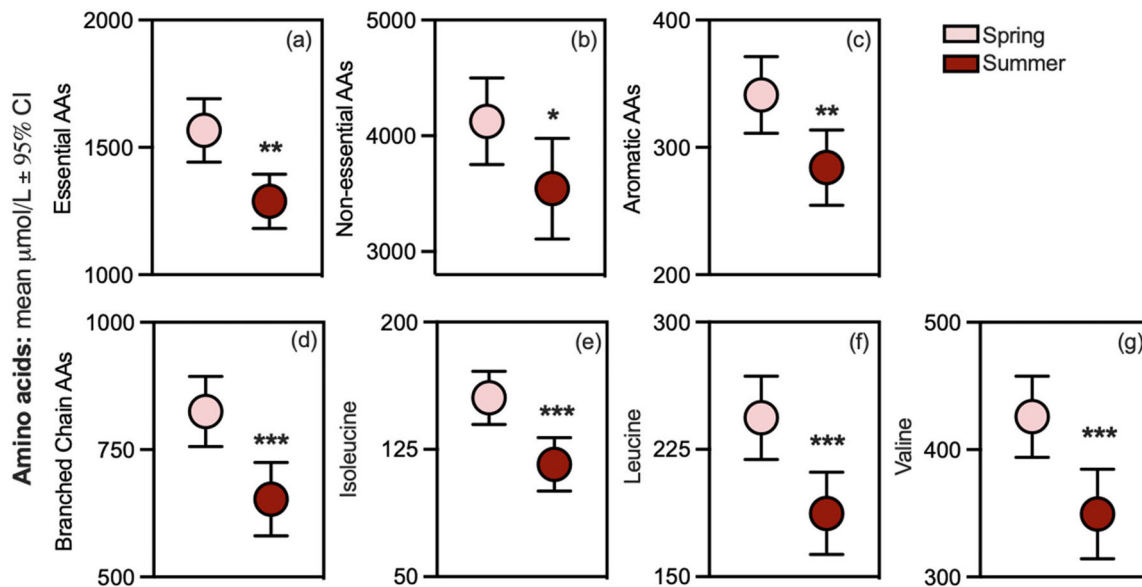 Amino acids: mean μmol/L ± 95% CI
Essential AAs
2000
1500
1000
(a)
**
Non-essential AAs
5000
4000
3000
(b)
*
Aromatic AAs
400
300
200
(c)
**
Spring
Summer
Branched Chain AAs
1000
750
500
(d)
***
Isoleucine
200
125
50
(e)
***
Leucine
300
225
150
(f)
***
Valine
500
400
300
(g)
***